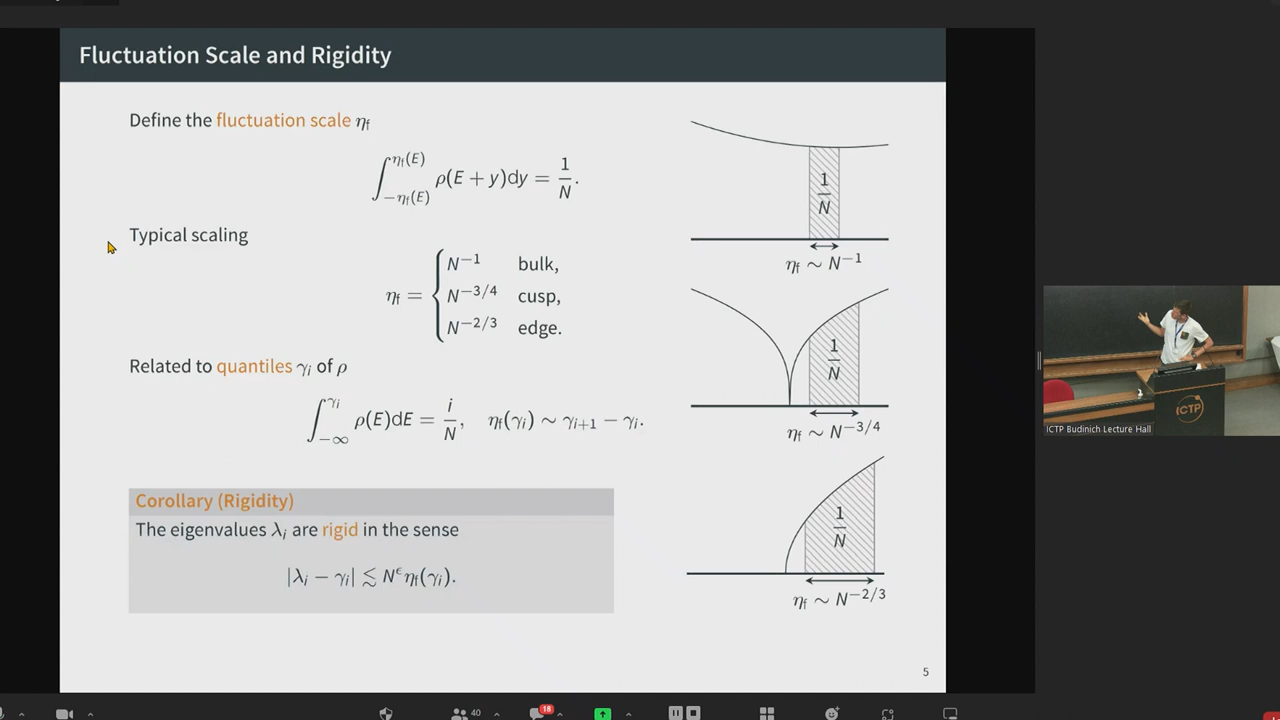 Fluctuation Scale and Rigidity
Define the fluctuation scale η_f
∫_{−η_f(E)}^{η_f(E)} ρ(E + y)dy = 1/N.
Typical scaling
η_f = { N^{−1} bulk,
N^{−3/4} cusp,
N^{−2/3} edge.
Related to quantiles γ_i of ρ
∫_{−∞}^{γ_i} ρ(E)dE = i/N, η_f(γ_i) ∼ γ_{i+1} − γ_i.
Corollary (Rigidity)
The eigenvalues λ_i are rigid in the sense
|λ_i − γ_i| ≲ N^ϵ η_f(γ_i).
1/N
η_f ∼ N^{−1}
1/N
η_f ∼ N^{−3/4}
1/N
η_f ∼ N^{−2/3}
5
ICTP
ICTP Budinich Lecture Hall
40
18